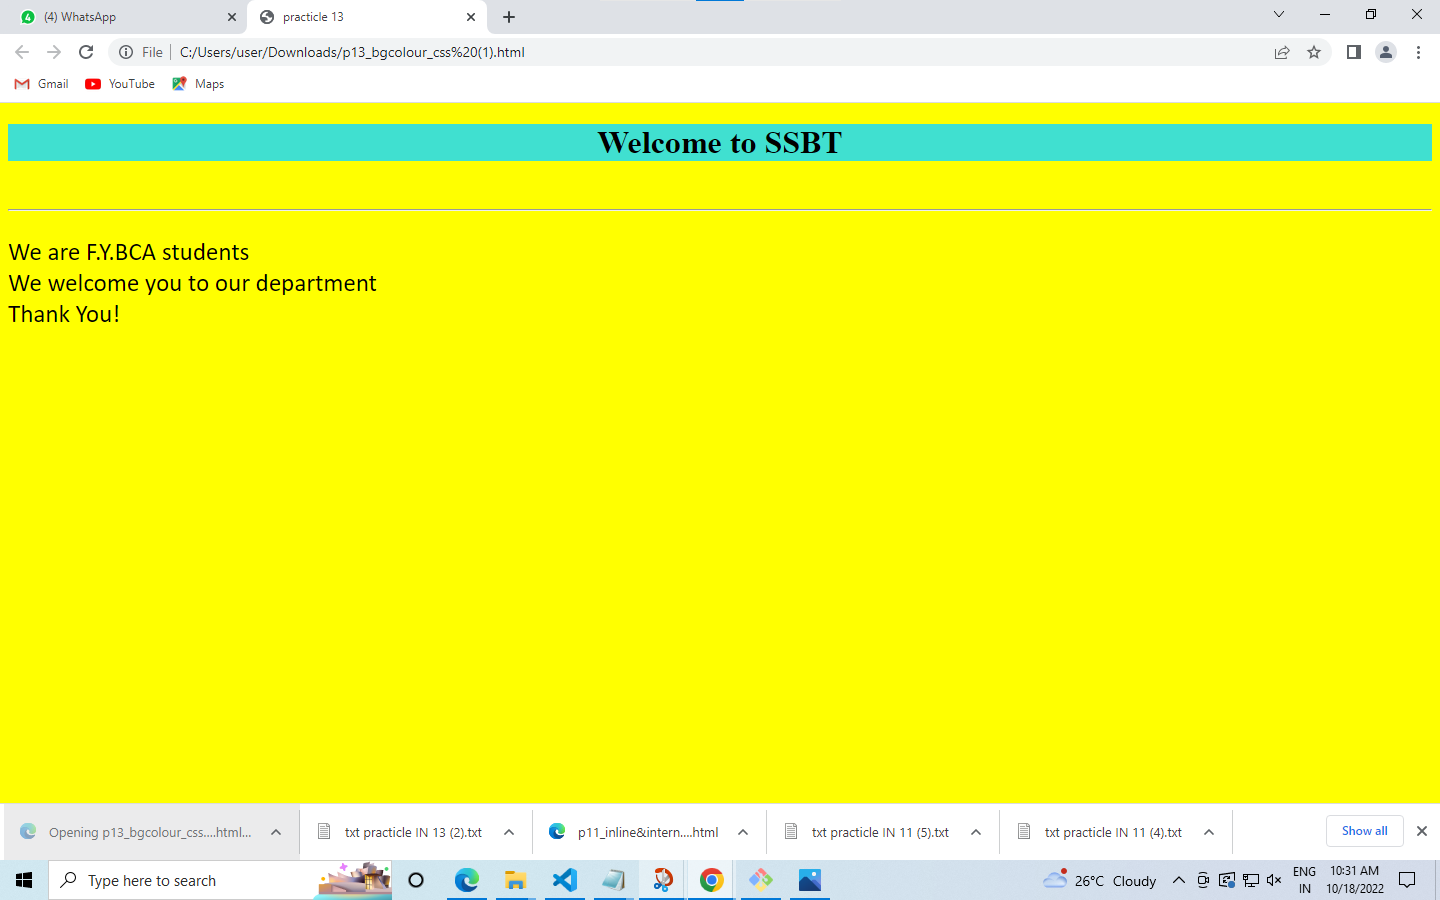 (4) WhatsApp
practicle 13
File
C:/Users/user/Downloads/p13_bgcolour_css%20(1).html
Gmail
YouTube
Maps
Welcome to SSBT
We are F.Y.BCA students
We welcome you to our department
Thank You!
Opening p13_bgcolour_css....html...
txt practicle IN 13 (2).txt
p11_inline&intern....html
txt practicle IN 11 (5).txt
txt practicle IN 11 (4).txt
Show all
Type here to search
26°C Cloudy
ENG
IN
10:31 AM
10/18/2022